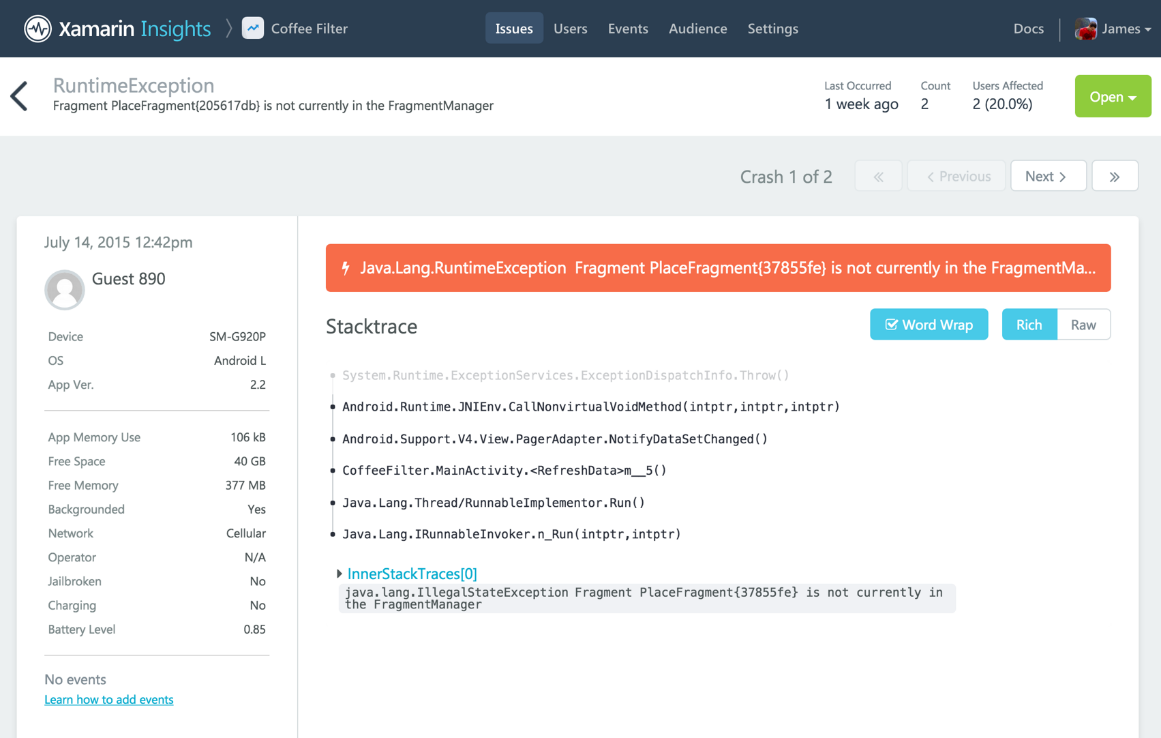 Xamarin Insights Coffee Filter Issues Users Events Audience Settings Docs James
RuntimeException
Fragment PlaceFragment{205617db} is not currently in the FragmentManager
Last Occurred Count Users Affected
1 week ago 2 2 (20.0%)
Open
Crash 1 of 2 « < Previous Next > »
July 14, 2015 12:42pm
Guest 890
Device SM-G920P
OS Android L
App Ver. 2.2
App Memory Use 106 kB
Free Space 40 GB
Free Memory 377 MB
Backgrounded Yes
Network Cellular
Operator N/A
Jailbroken No
Charging No
Battery Level 0.85
No events
Learn how to add events
Java.Lang.RuntimeException Fragment PlaceFragment{37855fe} is not currently in the FragmentMa...
Stacktrace Word Wrap Rich Raw
System.Runtime.ExceptionServices.ExceptionDispatchInfo.Throw()
Android.Runtime.JNIEnv.CallNonvirtualVoidMethod(intptr,intptr,intptr)
Android.Support.V4.View.PagerAdapter.NotifyDataSetChanged()
CoffeeFilter.MainActivity.<RefreshData>m__5()
Java.Lang.Thread/RunnableImplementor.Run()
Java.Lang.IRunnableInvoker.n_Run(intptr,intptr)
InnerStackTraces[0]
java.lang.IllegalStateException Fragment PlaceFragment{37855fe} is not currently in
the FragmentManager